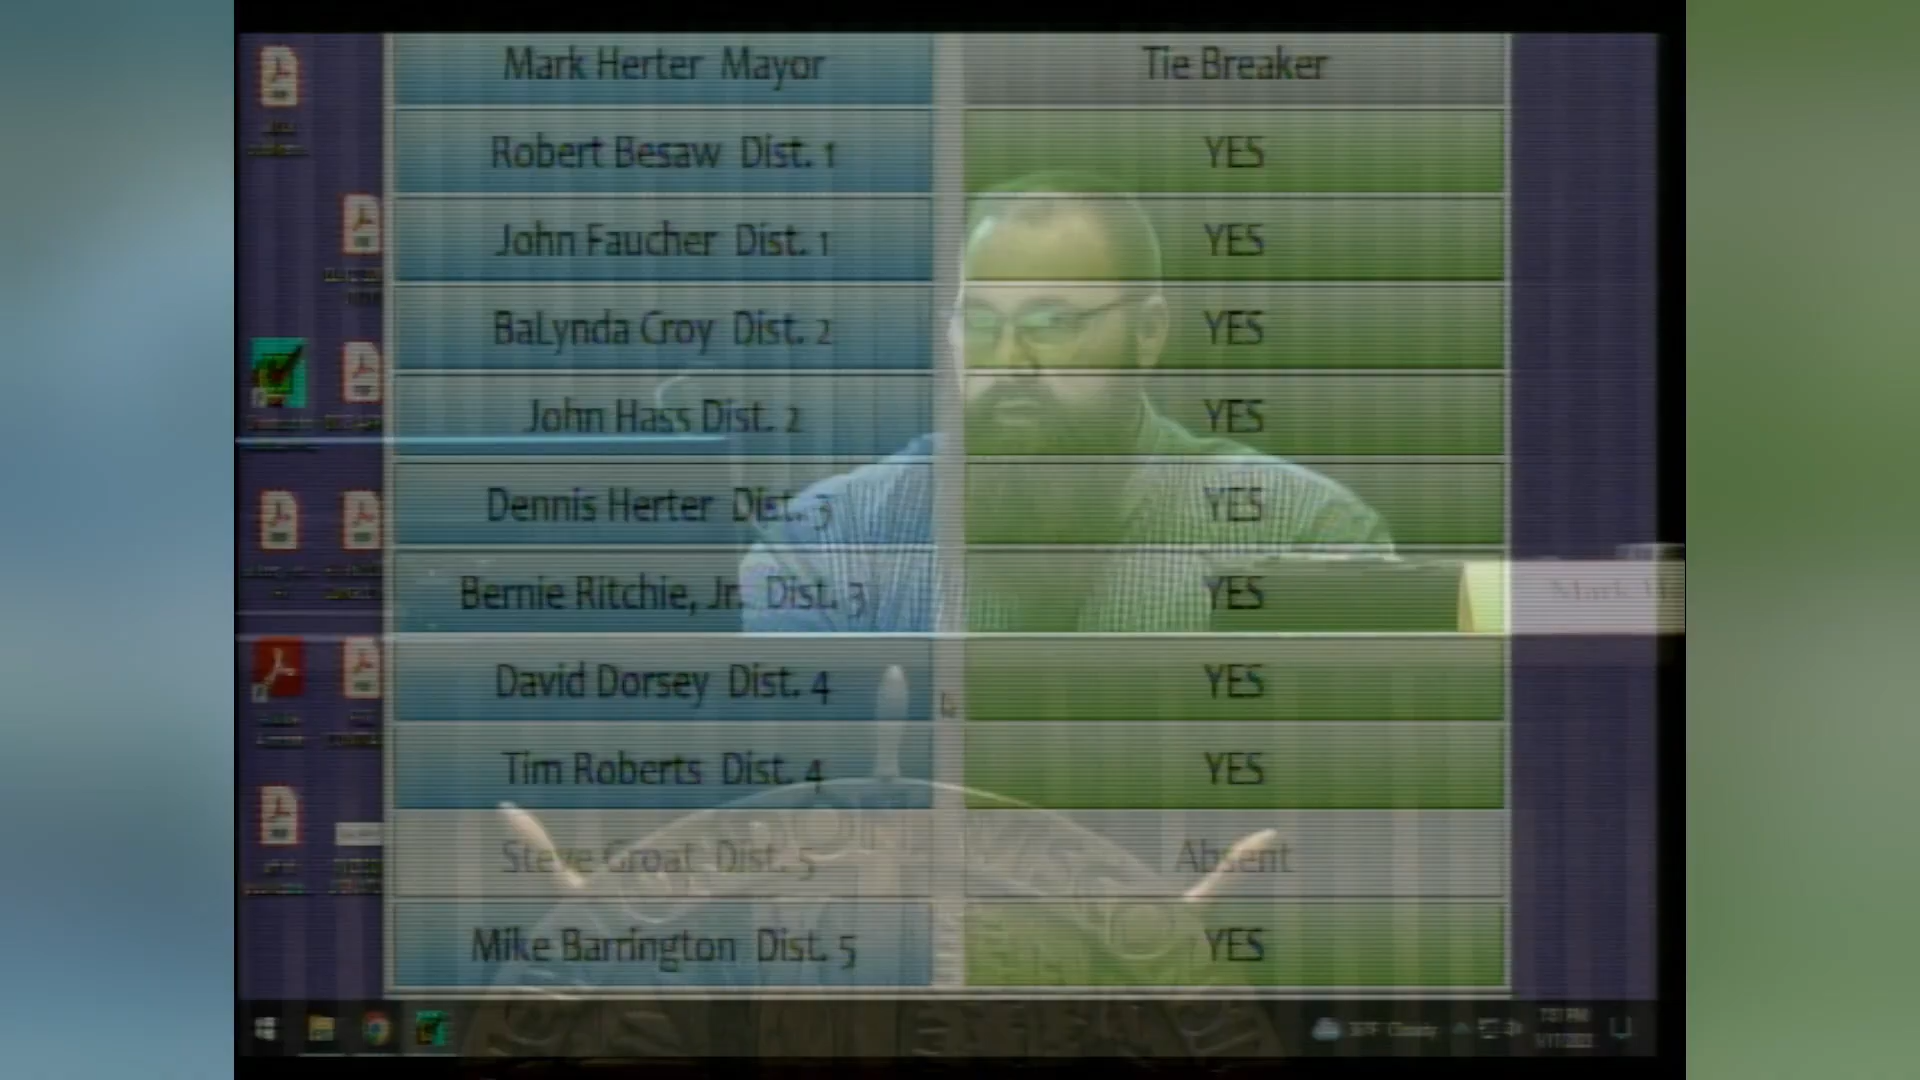 Mark Herter Mayor Tie Breaker
Robert Besaw Dist. 1 YES
John Faucher Dist. 1 YES
BaLynda Croy Dist. 2 YES
John Hass Dist. 2 YES
Dennis Herter Dist. 3 YES
Bernie Ritchie, Jr. Dist. 3 YES
Mark
David Dorsey Dist. 4 YES
Tim Roberts Dist. 4 YES
Steve Groat Dist. 5 Absent
Mike Barrington Dist. 5 YES
Cloudy